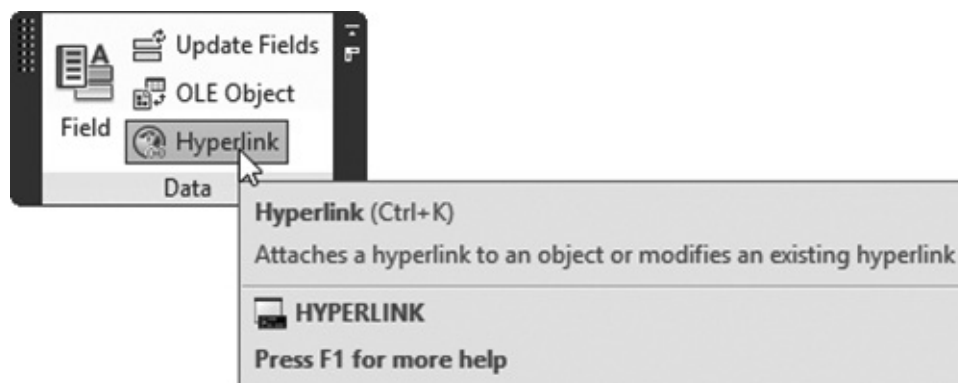 Update Fields
OLE Object
Field
Hyperlink
Data
Hyperlink (Ctrl+K)
Attaches a hyperlink to an object or modifies an existing hyperlink
HYPERLINK
Press F1 for more help